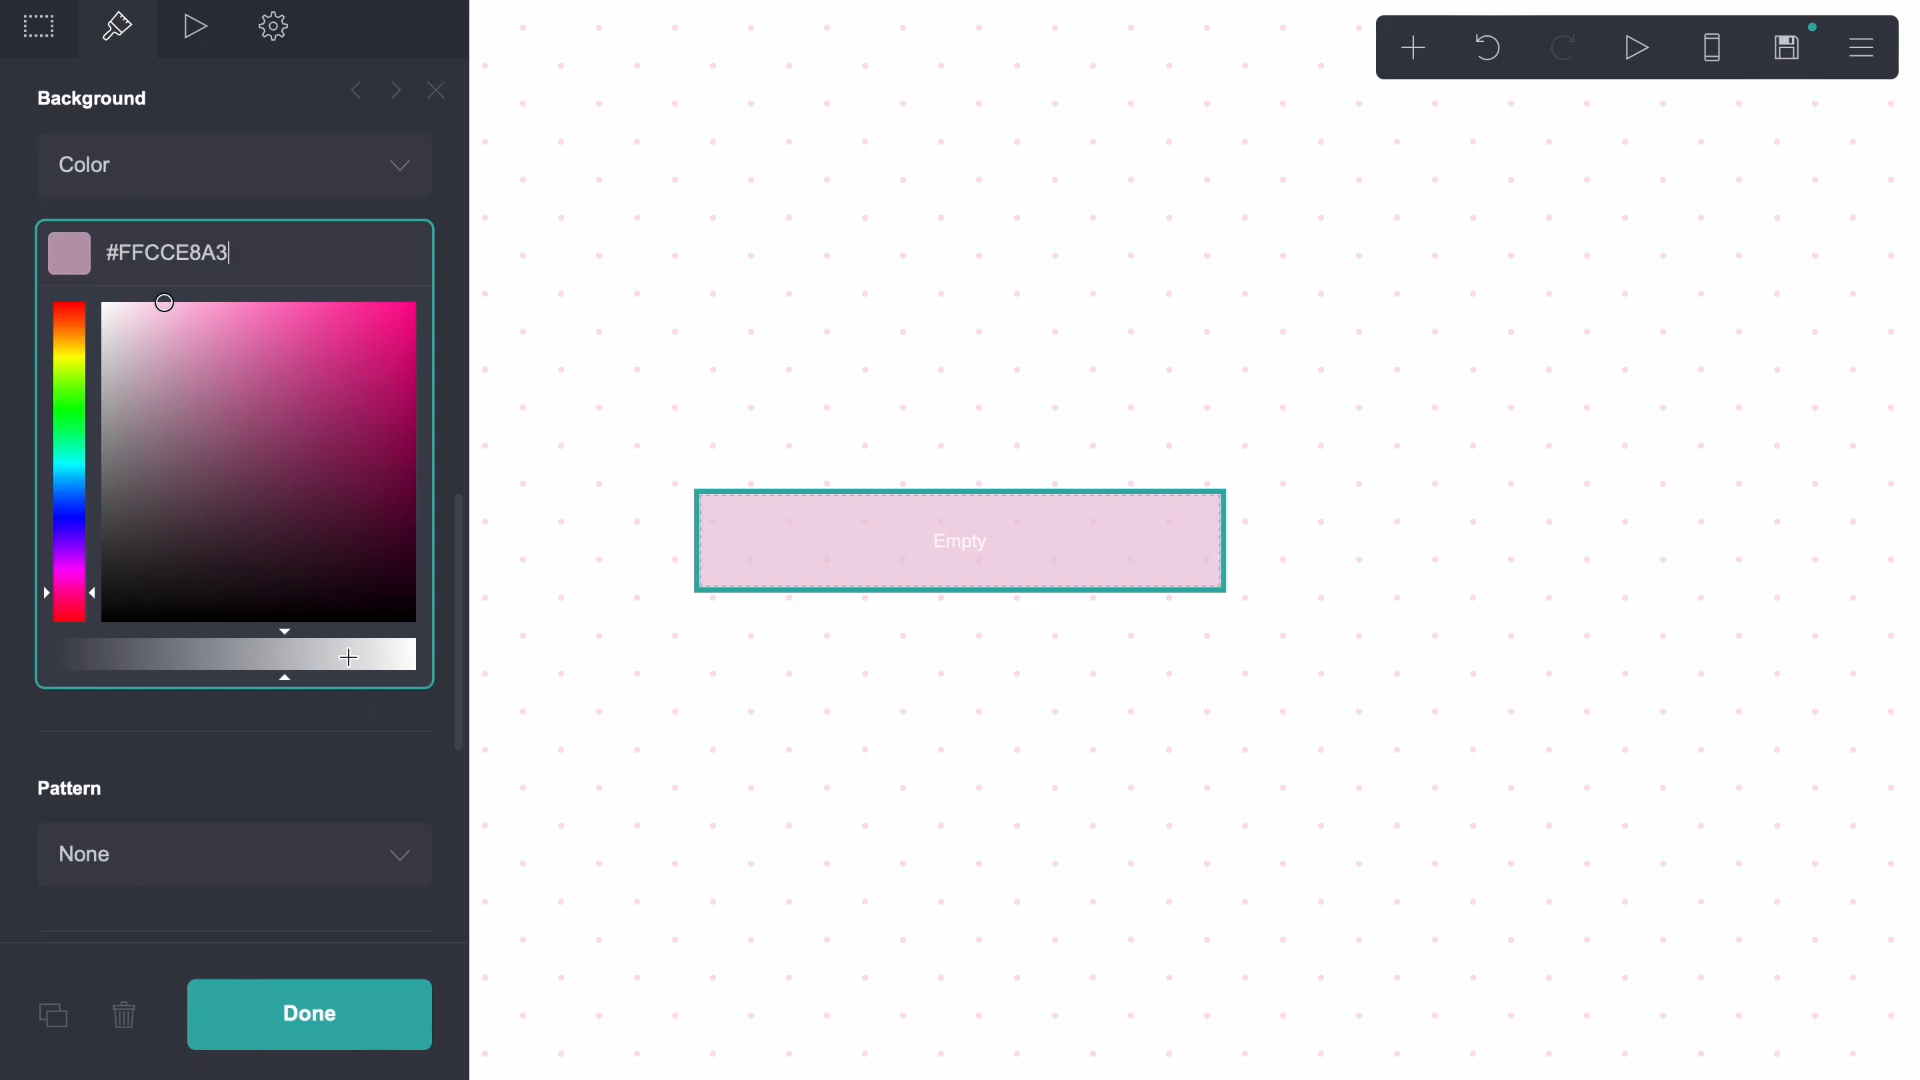 Background
Color
#FFCCE8A3
Empty
Pattern
None
Done